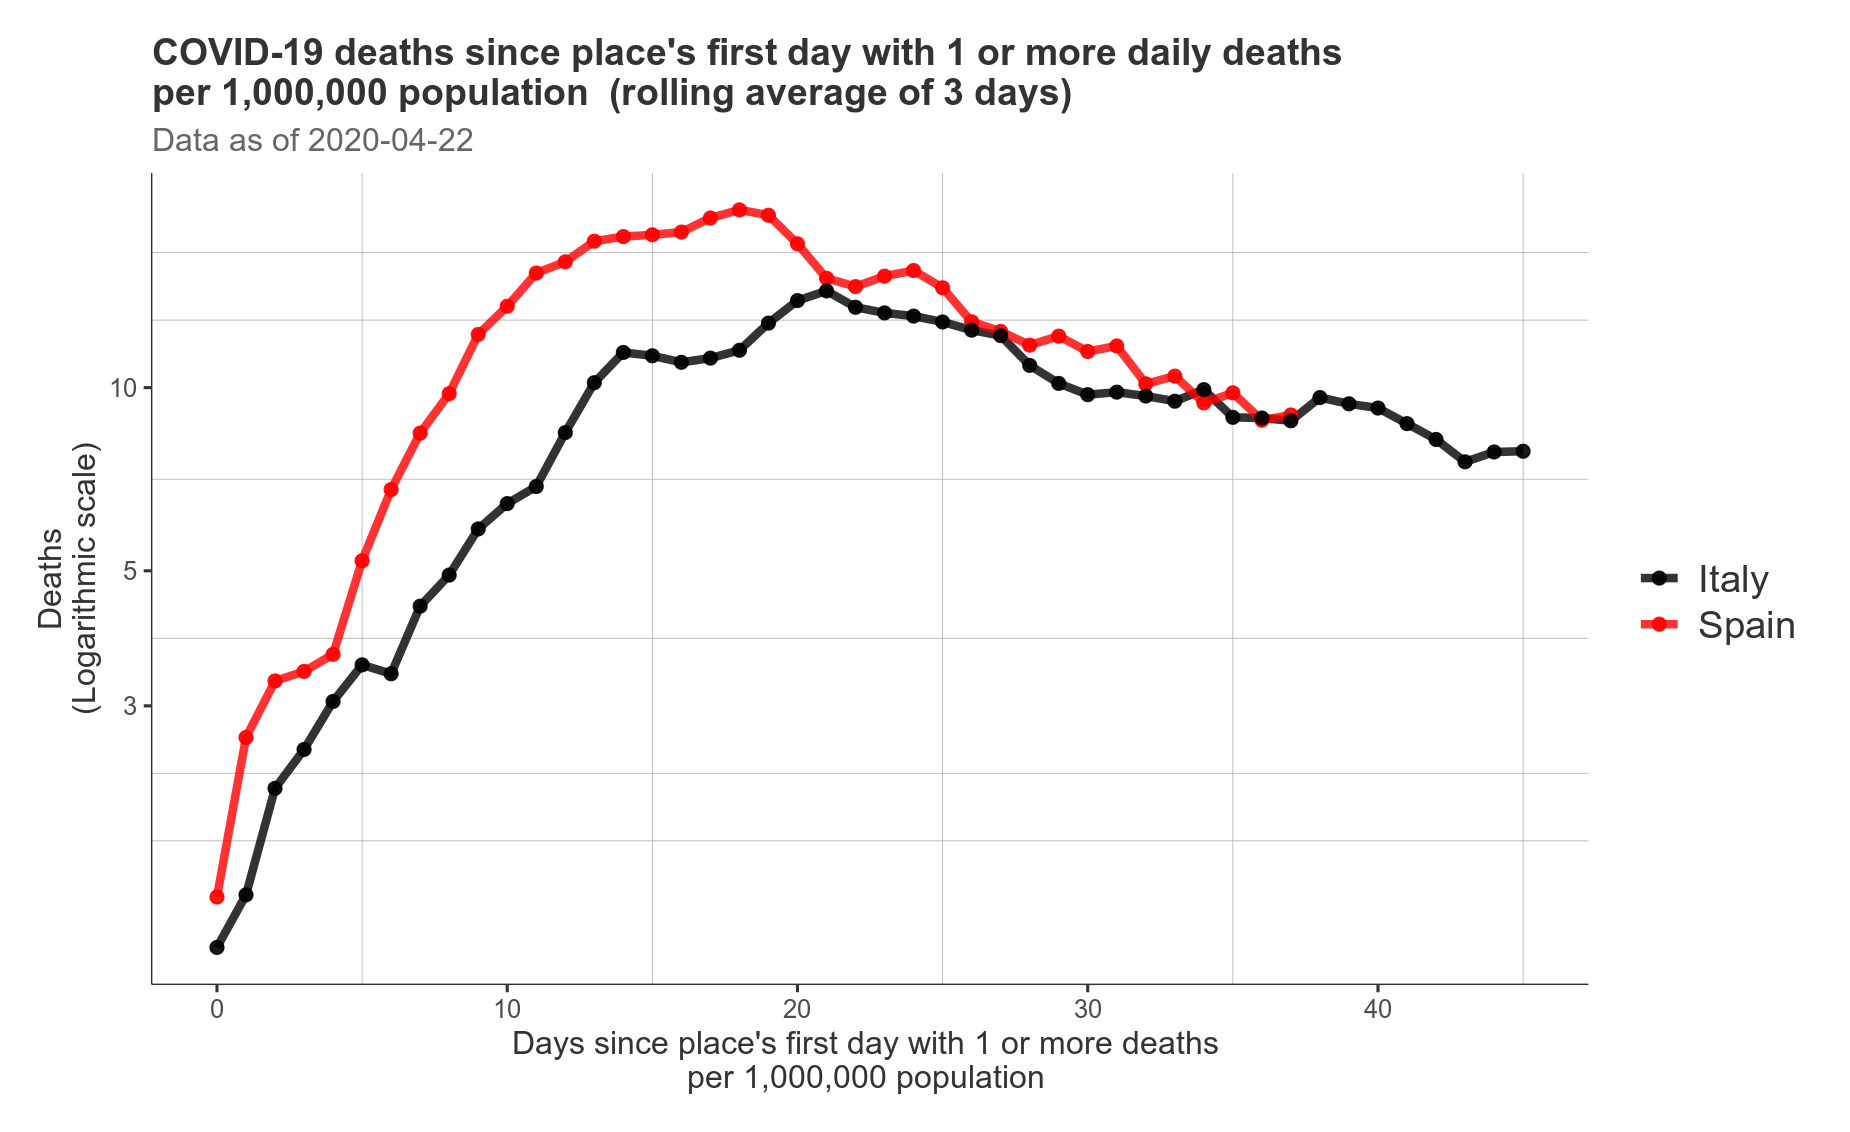 COVID-19 deaths since place's first day with 1 or more daily deaths
per 1,000,000 population  (rolling average of 3 days)
Data as of 2020-04-22
10
5
3
Deaths
(Logarithmic scale)
0 10 20 30 40
Days since place's first day with 1 or more deaths
per 1,000,000 population
Italy
Spain